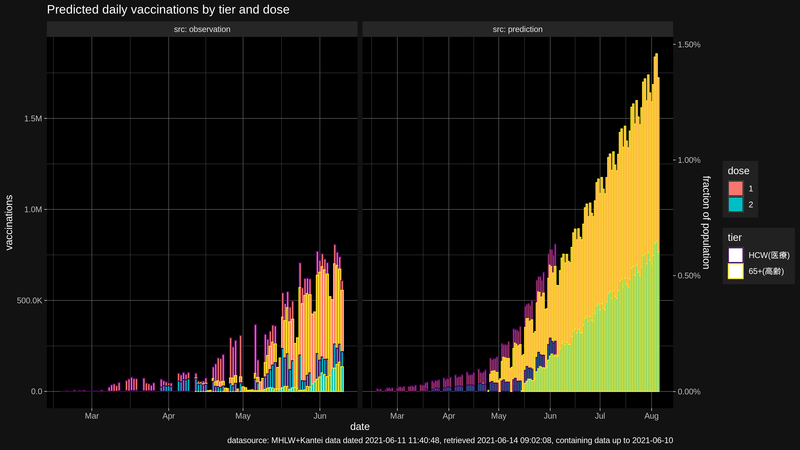 Predicted daily vaccinations by tier and dose
src: observation
src: prediction
1.5M
1.0M
500.0K
0.0
vaccinations
1.50%
1.00%
0.50%
0.00%
fraction of population
Mar
Apr
May
Jun
Mar
Apr
May
Jun
Jul
Aug
date
dose
1
2
tier
HCW(医療)
65+(高齢)
datasource: MHLW+Kantei data dated 2021-06-11 11:40:48, retrieved 2021-06-14 09:02:08, containing data up to 2021-06-10